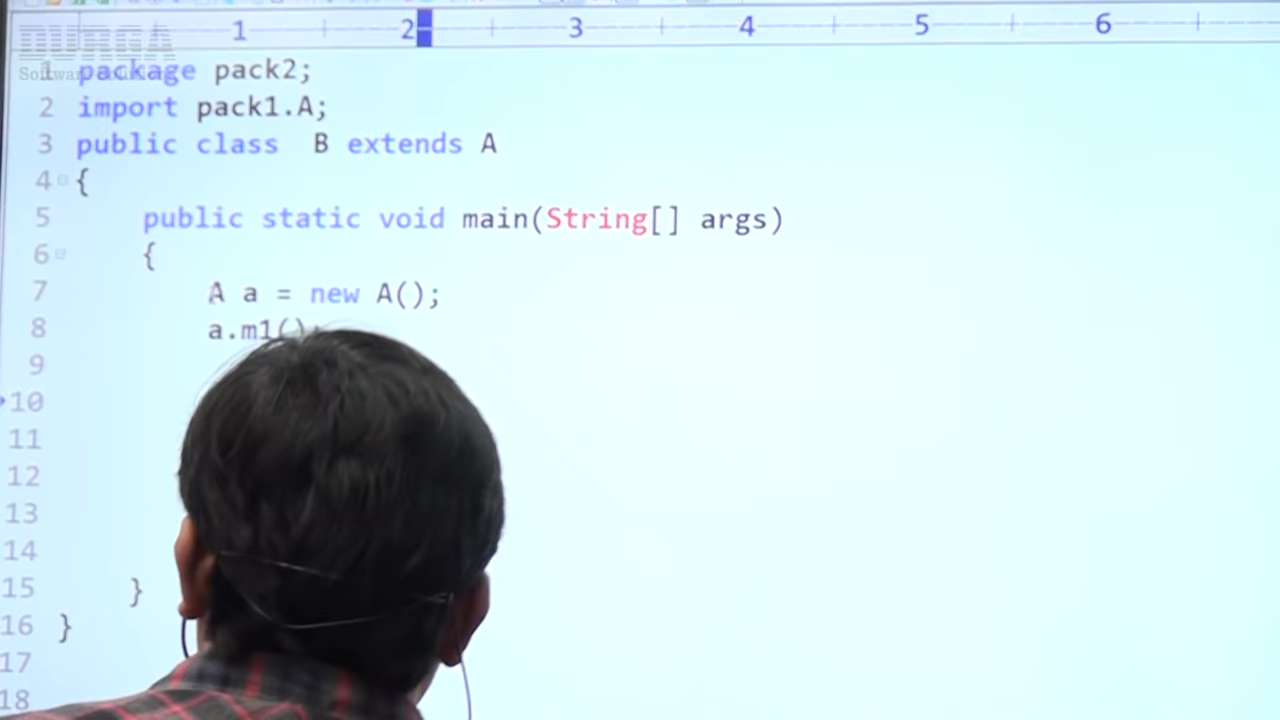 1 2 3 4 5 6
1 package pack2;
2 import pack1.A;
3 public class B extends A
4 {
5 public static void main(String[] args)
6 {
7 A a = new A();
8 a.m1();
9
10
11
12
13
14
15 }
16 }
17
18